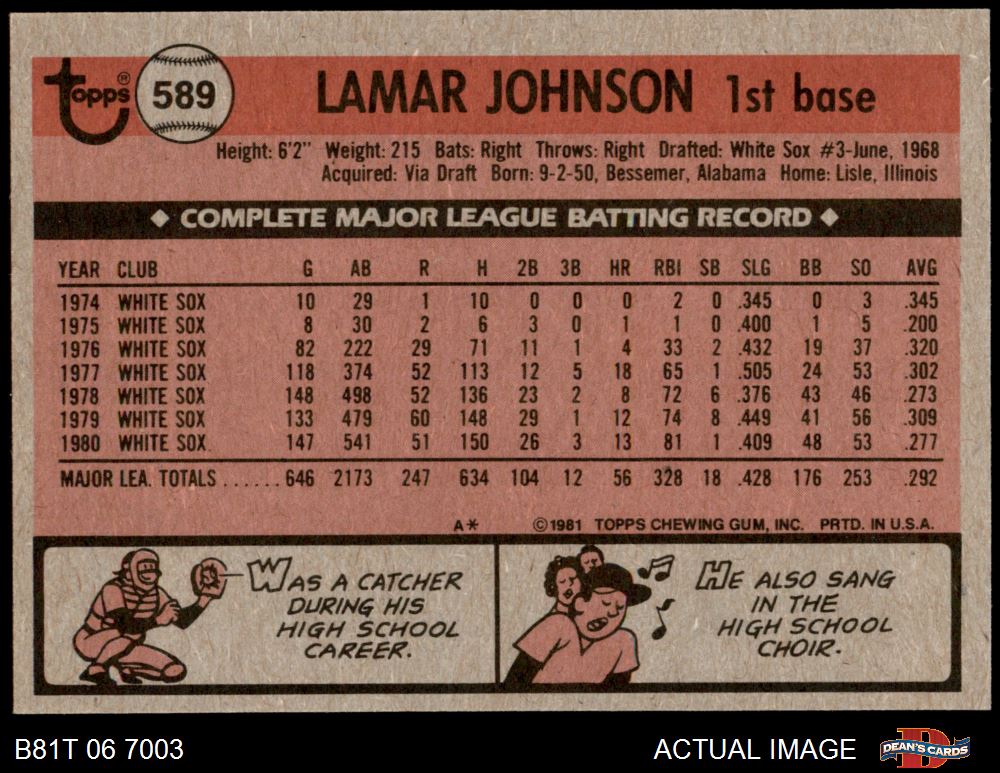 Topps®
589
LAMAR JOHNSON 1st base
Height: 6'2" Weight: 215 Bats: Right Throws: Right Drafted: White Sox #3-June, 1968
Acquired: Via Draft Born: 9-2-50, Bessemer, Alabama Home: Lisle, Illinois
◆ COMPLETE MAJOR LEAGUE BATTING RECORD ◆
YEAR CLUB G AB R H 2B 3B HR RBI SB SLG BB SO AVG
1974 WHITE SOX 10 29 1 10 0 0 0 2 0 .345 0 3 .345
1975 WHITE SOX 8 30 2 6 3 0 1 1 0 .400 1 5 .200
1976 WHITE SOX 82 222 29 71 11 1 4 33 2 .432 19 37 .320
1977 WHITE SOX 118 374 52 113 12 5 18 65 1 .505 24 53 .302
1978 WHITE SOX 148 498 52 136 23 2 8 72 6 .376 43 46 .273
1979 WHITE SOX 133 479 60 148 29 1 12 74 8 .449 41 56 .309
1980 WHITE SOX 147 541 51 150 26 3 13 81 1 .409 48 53 .277
MAJOR LEA. TOTALS ...... 646 2173 247 634 104 12 56 328 18 .428 176 253 .292
A* ©1981 TOPPS CHEWING GUM, INC. PRTD. IN U.S.A.
WAS A CATCHER
DURING HIS
HIGH SCHOOL
CAREER.
HE ALSO SANG
IN THE
HIGH SCHOOL
CHOIR.
B81T 06 7003
ACTUAL IMAGE
DEAN'S CARDS